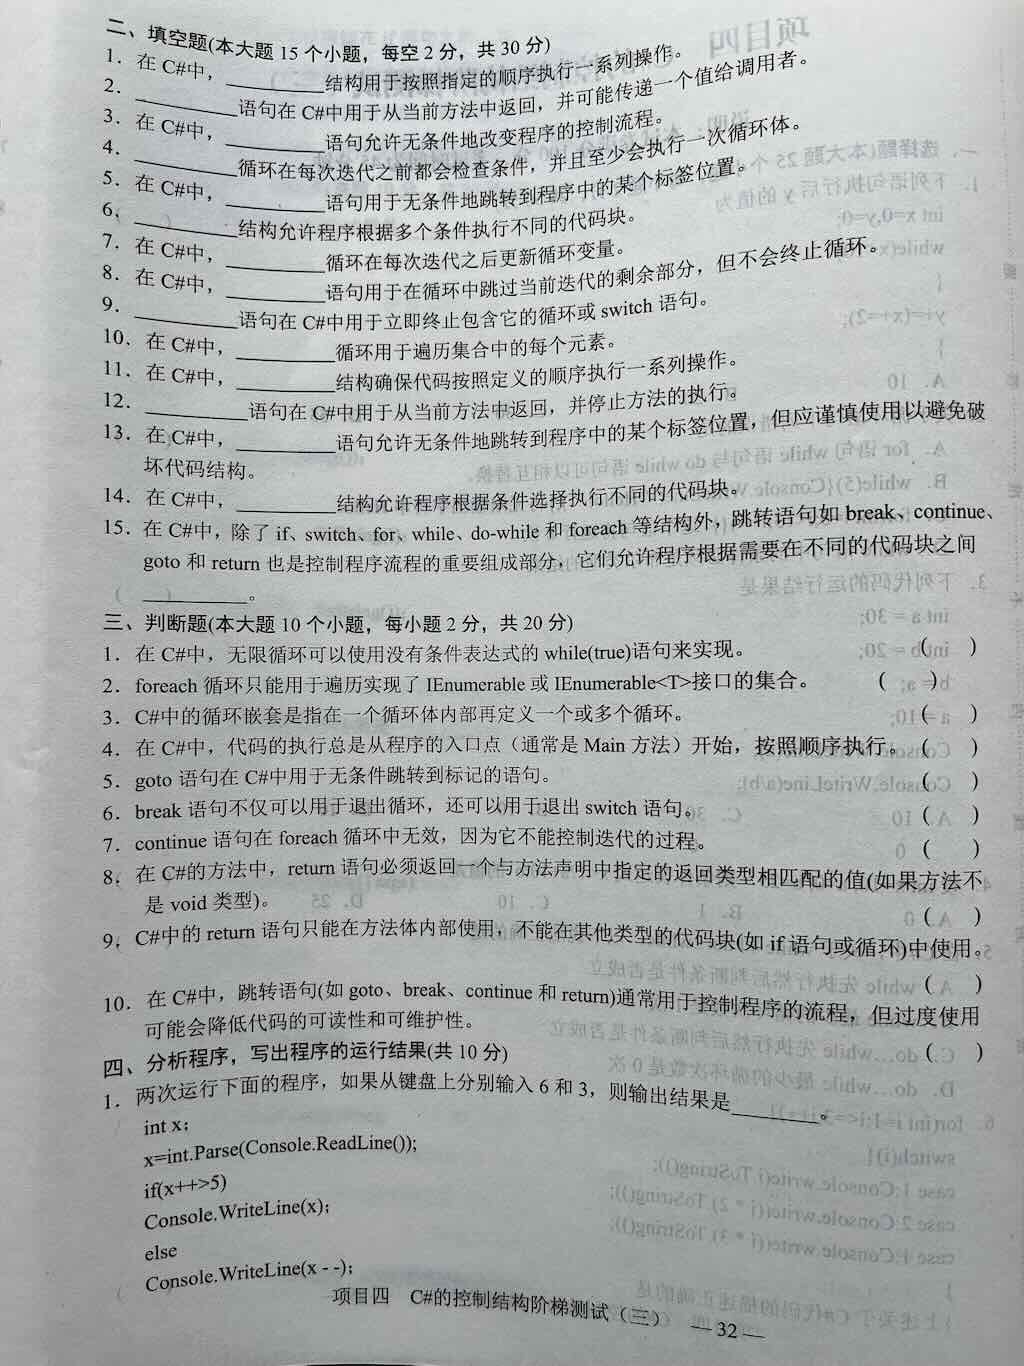 二、填空题(本大题 15 个小题，每空 2 分，共 30 分)
1．在 C#中，__________结构用于按照指定的顺序执行一系列操作。
2．__________语句在 C#中用于从当前方法中返回，并可能传递一个值给调用者。
3．在 C#中，__________语句允许无条件地改变程序的控制流程。
4．__________循环在每次迭代之前都会检查条件，并且至少会执行一次循环体。
5．在 C#中，__________语句用于无条件地跳转到程序中的某个标签位置。
6、__________结构允许程序根据多个条件执行不同的代码块。
7．在 C#中，__________循环在每次迭代之后更新循环变量。
8．在 C#中，__________语句用于在循环中跳过当前迭代的剩余部分，但不会终止循环。
9．__________语句在 C#中用于立即终止包含它的循环或 switch 语句。
10．在 C#中，__________循环用于遍历集合中的每个元素。
11．在 C#中，__________结构确保代码按照定义的顺序执行一系列操作。
12．__________语句在 C#中用于从当前方法中返回，并停止方法的执行。
13．在 C#中，__________语句允许无条件地跳转到程序中的某个标签位置，但应谨慎使用以避免破
坏代码结构。
14．在 C#中，__________结构允许程序根据条件选择执行不同的代码块。
15．在 C#中，除了 if、switch、for、while、do-while 和 foreach 等结构外，跳转语句如 break、continue、
goto 和 return 也是控制程序流程的重要组成部分，它们允许程序根据需要在不同的代码块之间
__________。
三、判断题(本大题 10 个小题，每小题 2 分，共 20 分)
1．在 C#中，无限循环可以使用没有条件表达式的 while(true)语句来实现。 ( )
2．foreach 循环只能用于遍历实现了 IEnumerable 或 IEnumerable<T>接口的集合。 ( )
3．C#中的循环嵌套是指在一个循环体内部再定义一个或多个循环。 ( )
4．在 C#中，代码的执行总是从程序的入口点（通常是 Main 方法）开始，按照顺序执行。 ( )
5．goto 语句在 C#中用于无条件跳转到标记的语句。 ( )
6．break 语句不仅可以用于退出循环，还可以用于退出 switch 语句。 ( )
7．continue 语句在 foreach 循环中无效，因为它不能控制迭代的过程。 ( )
8．在 C#的方法中，return 语句必须返回一个与方法声明中指定的返回类型相匹配的值(如果方法不
是 void 类型)。 ( )
9．C#中的 return 语句只能在方法体内部使用，不能在其他类型的代码块(如 if 语句或循环)中使用。
( )
10．在 C#中，跳转语句(如 goto、break、continue 和 return)通常用于控制程序的流程，但过度使用
可能会降低代码的可读性和可维护性。 ( )
四、分析程序，写出程序的运行结果(共 10 分)
1．两次运行下面的程序，如果从键盘上分别输入 6 和 3，则输出结果是__________。
int x；
x=int.Parse(Console.ReadLine());
if(x++>5)
Console.WriteLine(x);
else
Console.WriteLine(x - -);
项目四 C#的控制结构阶梯测试（三） — 32 —